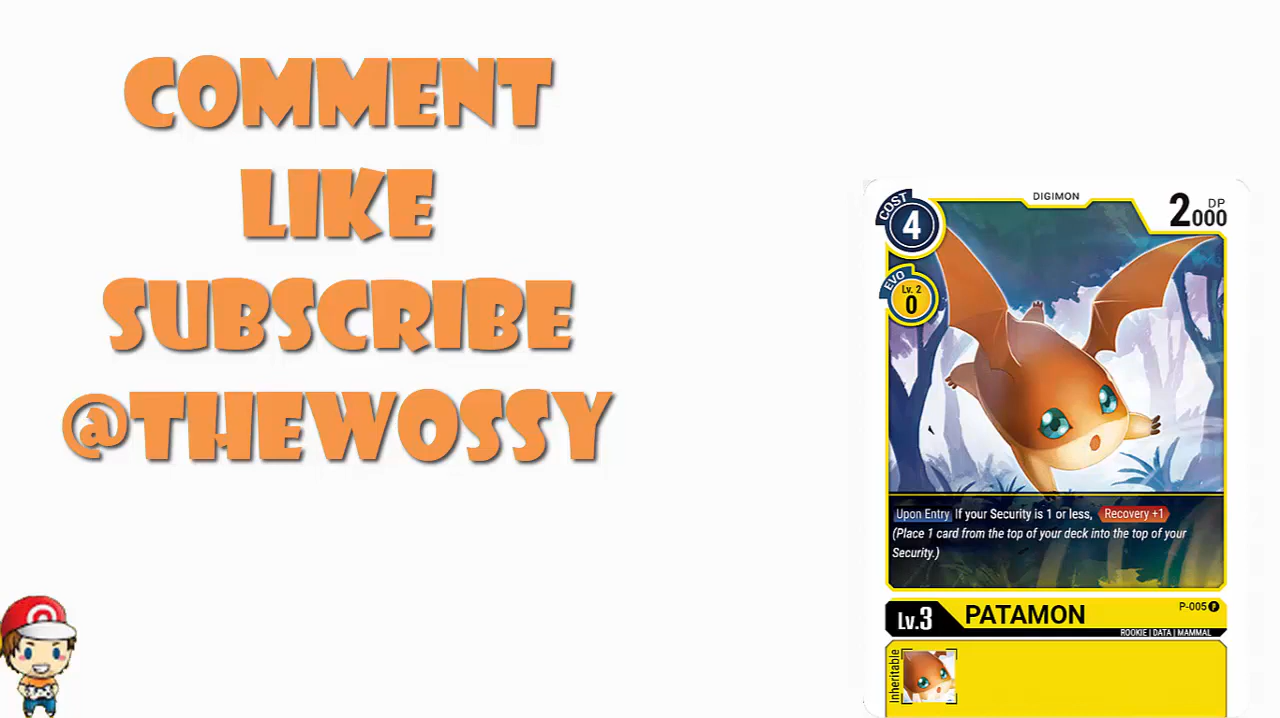 COMMENT
LIKE
SUBSCRIBE
@THEWOSSY
DIGIMON
COST
4
DP
2000
EVO
Lv.2
0
Upon Entry If your Security is 1 or less, Recovery +1
(Place 1 card from the top of your deck into the top of your
Security.)
P-005 P
Lv.3 PATAMON
ROOKIE | DATA | MAMMAL
Inheritable